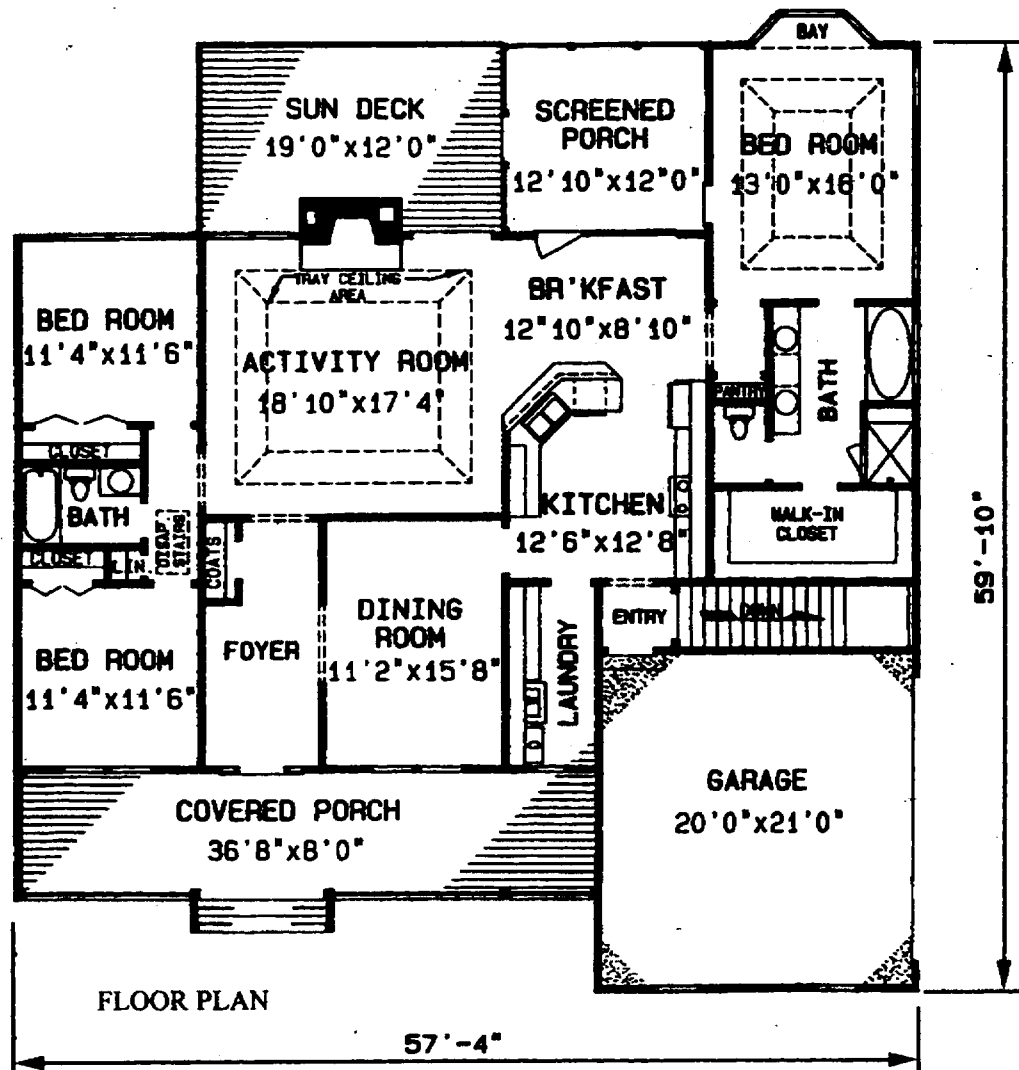 BAY
SUN DECK
19'0"x12'0"
SCREENED
PORCH
12'10"x12"0"
BED ROOM
13'0"x16'0"
TRAY CEILING
AREA
BED ROOM
11'4"x11'6"
ACTIVITY ROOM
18'10"x17'4"
BR'KFAST
12"10"x8'10"
PANTRY
BATH
CLOSET
BATH
DISAP
STAIRS
KITCHEN
12'6"x12'8"
WALK-IN
CLOSET
CLOSET
LIN.
COATS
BED ROOM
11'4"x11'6"
FOYER
DINING
ROOM
11'2"x15'8"
LAUNDRY
ENTRY
DOWN
COVERED PORCH
36'8"x8'0"
GARAGE
20'0"x21'0"
59'-10"
FLOOR PLAN
57'-4"